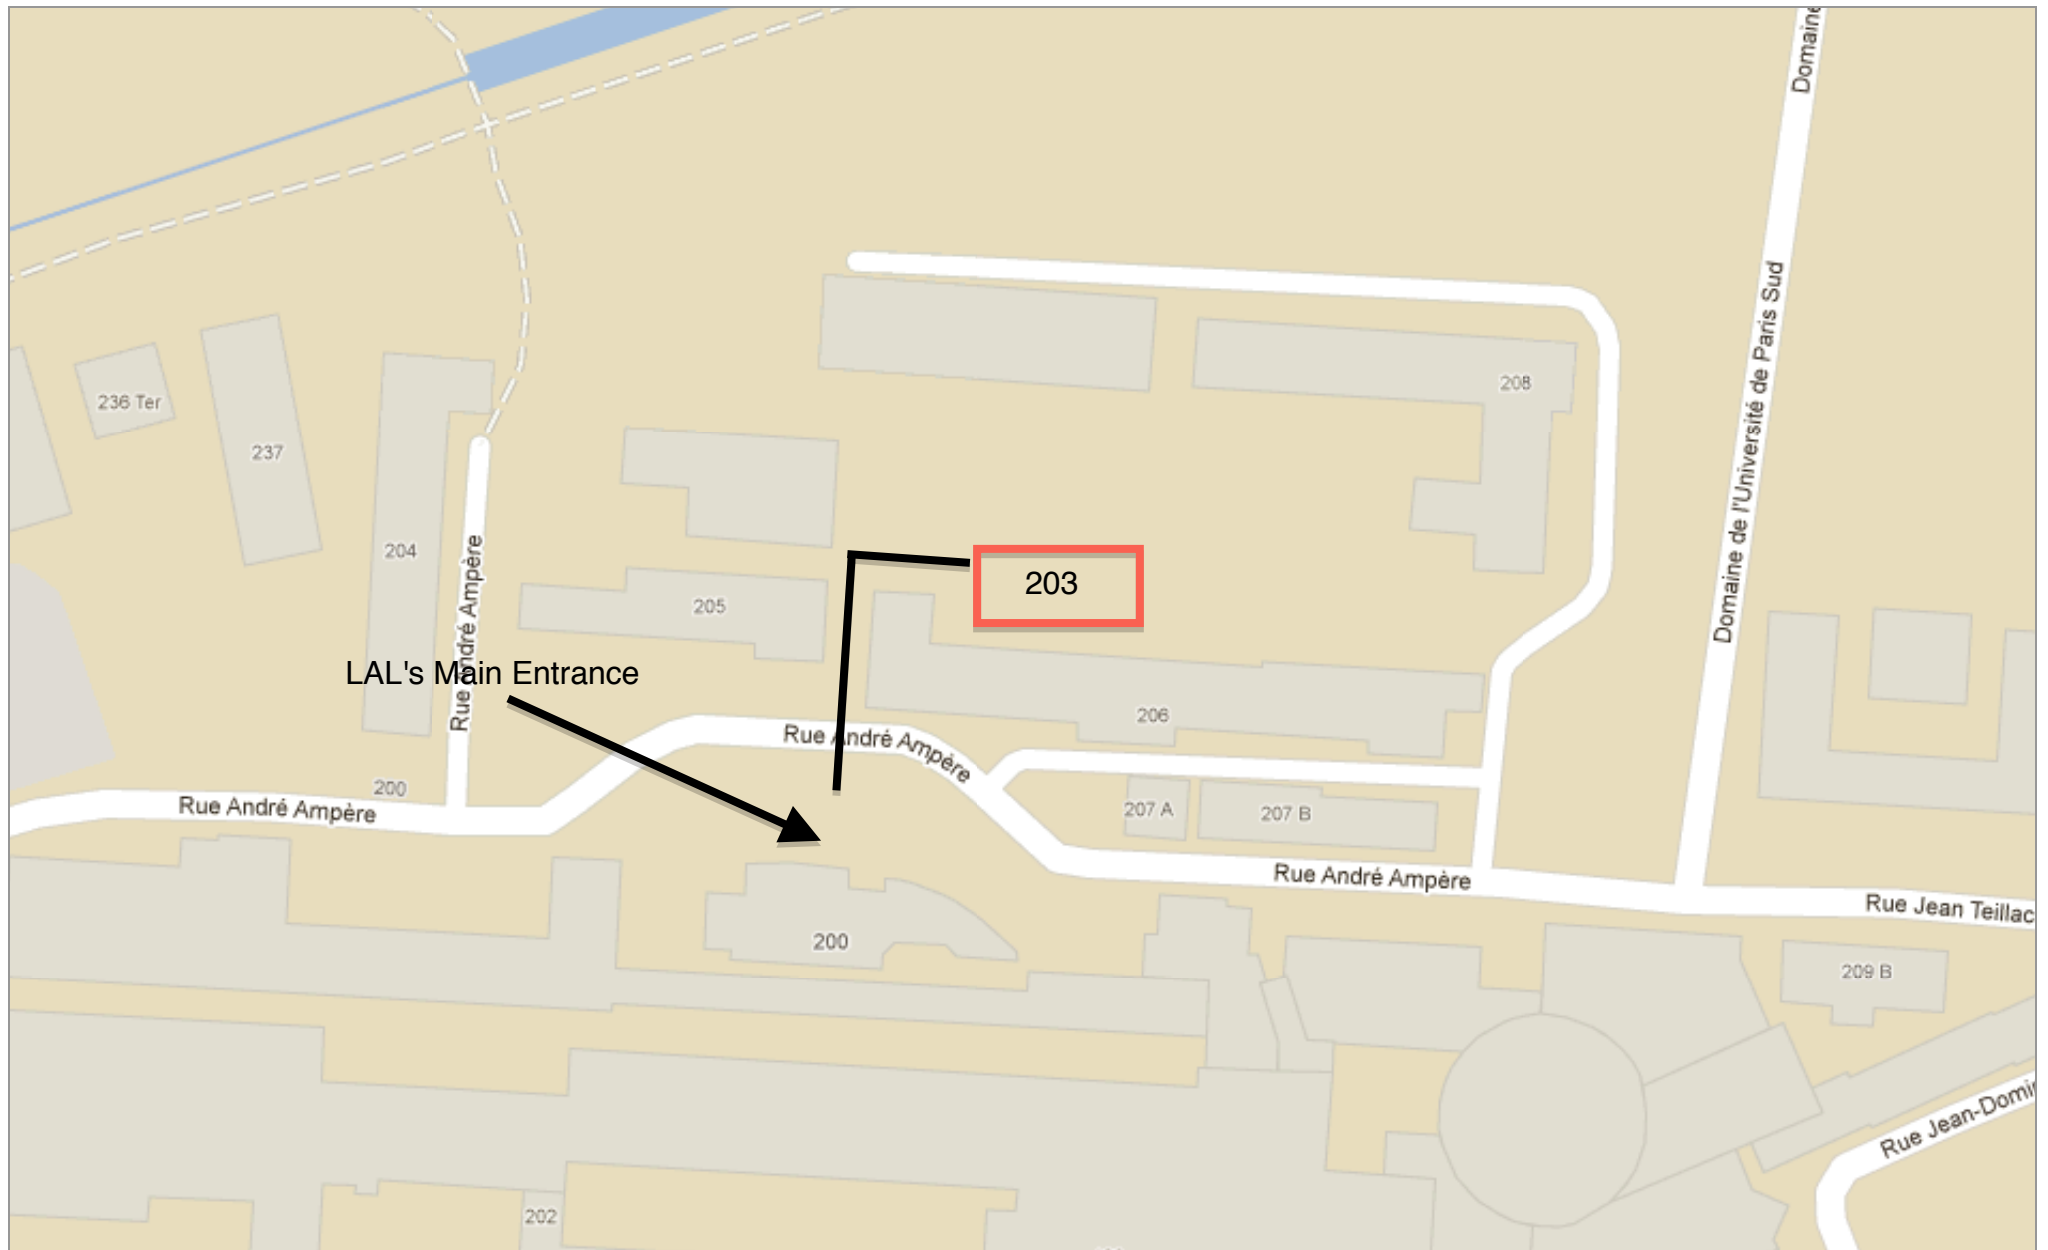 Domaine
Domaine de l'Université de Paris Sud
208
236 Ter
237
204
Rue André Ampère
203
205
LAL's Main Entrance
206
Rue André Ampère
200
Rue André Ampère
207 A
207 B
Rue André Ampère
Rue Jean Teillac
200
209 B
Rue Jean-Domi
202